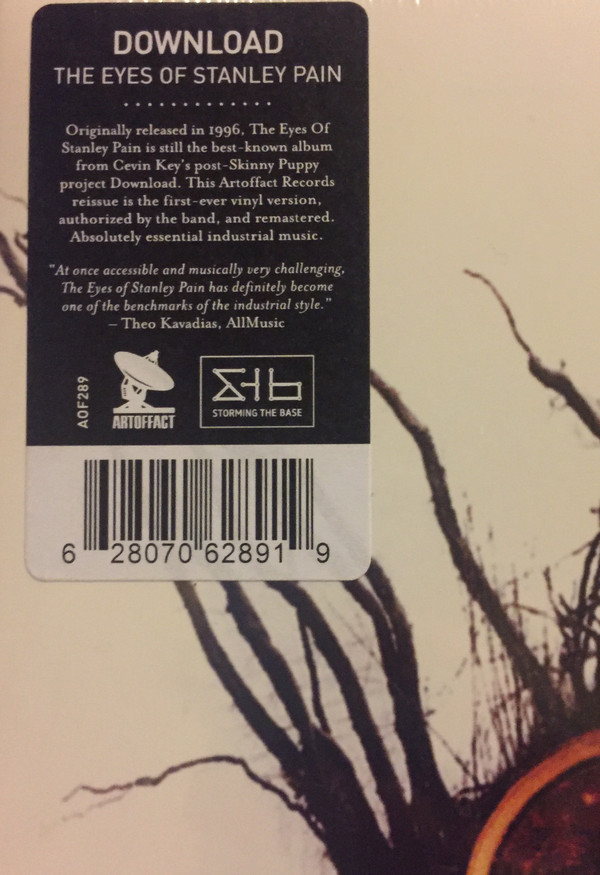 DOWNLOAD
THE EYES OF STANLEY PAIN
Originally released in 1996, The Eyes Of
Stanley Pain is still the best-known album
from Cevin Key's post-Skinny Puppy
project Download. This Artoffact Records
reissue is the first-ever vinyl version,
authorized by the band, and remastered.
Absolutely essential industrial music.
"At once accessible and musically very challenging,
The Eyes of Stanley Pain has definitely become
one of the benchmarks of the industrial style."
– Theo Kavadias, AllMusic
AOF289
ARTOFFACT
STORMING THE BASE
6 28070 62891 9